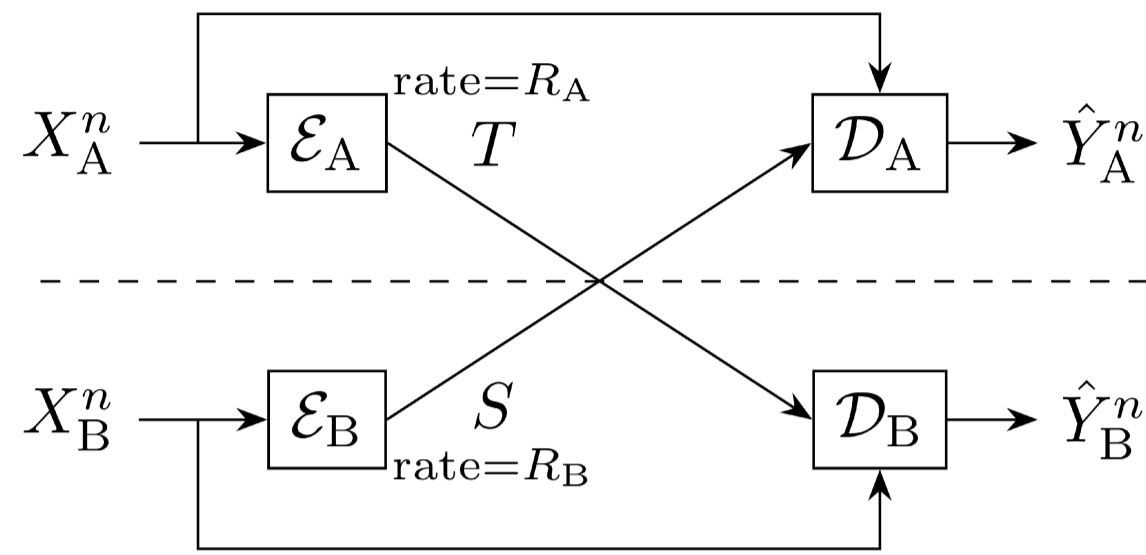 rate=R_A
X_A^n ℰ_A T 𝒟_A Ŷ_A^n
X_B^n ℰ_B S 𝒟_B Ŷ_B^n
rate=R_B